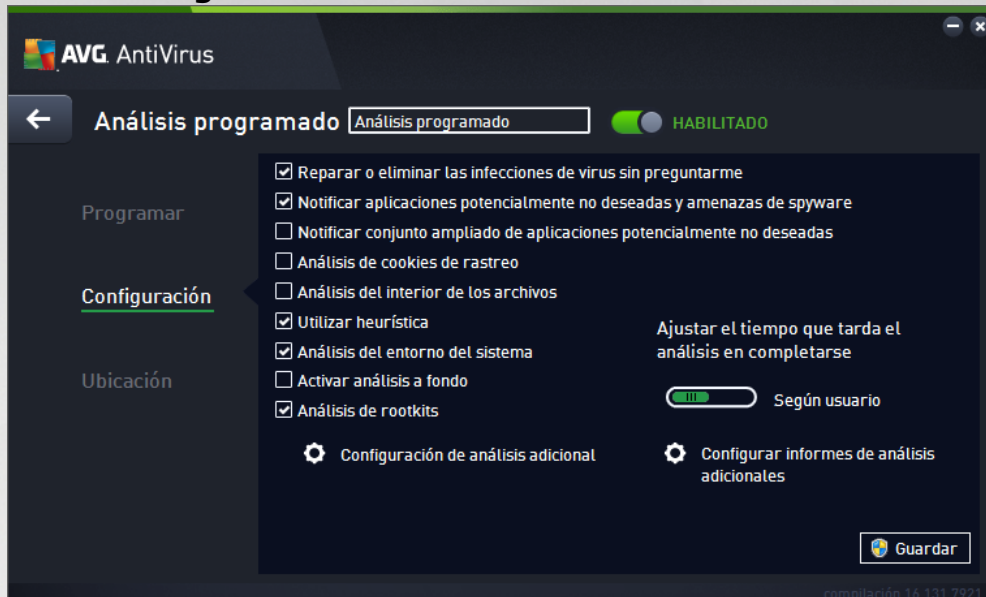 AVG. AntiVirus
Análisis programado
Análisis programado
HABILITADO
Programar
Configuración
Ubicación
Reparar o eliminar las infecciones de virus sin preguntarme
Notificar aplicaciones potencialmente no deseadas y amenazas de spyware
Notificar conjunto ampliado de aplicaciones potencialmente no deseadas
Análisis de cookies de rastreo
Análisis del interior de los archivos
Utilizar heurística
Análisis del entorno del sistema
Activar análisis a fondo
Análisis de rootkits
Ajustar el tiempo que tarda el
análisis en completarse
Según usuario
Configuración de análisis adicional
Configurar informes de análisis
adicionales
Guardar
compilación 16.131.7921